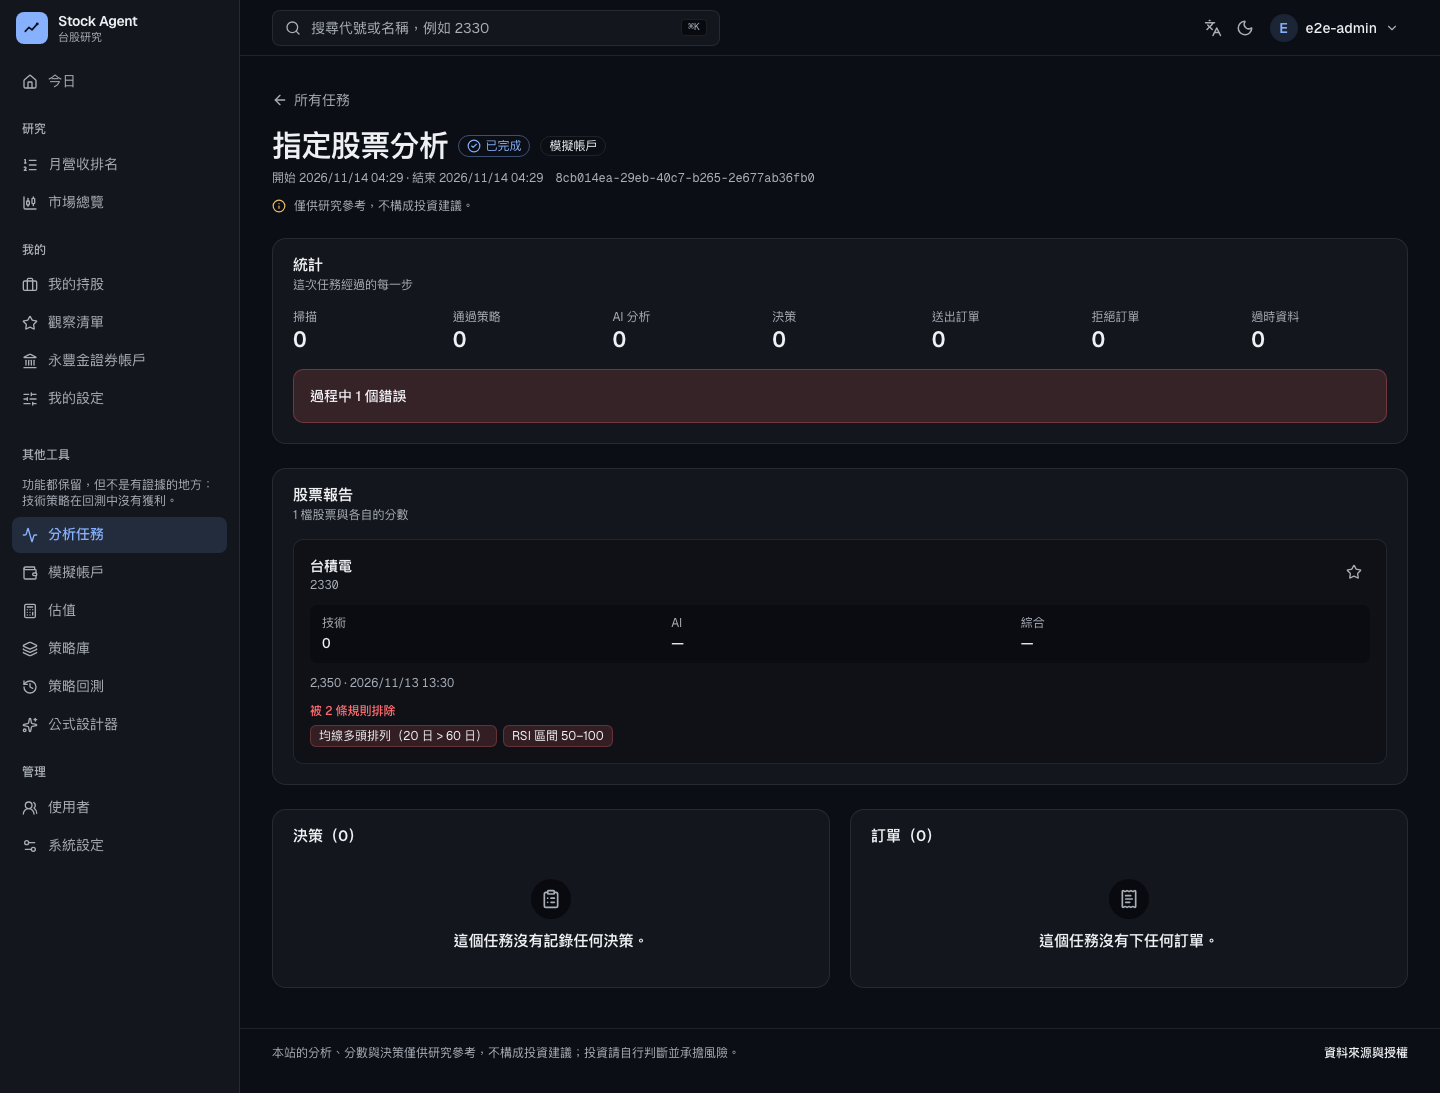 Stock Agent
台股研究
搜尋代號或名稱，例如 2330
⌘K
E
e2e-admin
今日
研究
月營收排名
市場總覽
我的
我的持股
觀察清單
永豐金證券帳戶
我的設定
其他工具
功能都保留，但不是有證據的地方：
技術策略在回測中沒有獲利。
分析任務
模擬帳戶
估值
策略庫
策略回測
公式設計器
管理
使用者
系統設定
所有任務
指定股票分析
已完成
模擬帳戶
開始 2026/11/14 04:29 · 結束 2026/11/14 04:29 8cb014ea-29eb-40c7-b265-2e677ab36fb0
僅供研究參考，不構成投資建議。
統計
這次任務經過的每一步
掃描
0
通過策略
0
AI 分析
0
決策
0
送出訂單
0
拒絕訂單
0
過時資料
0
過程中 1 個錯誤
股票報告
1 檔股票與各自的分數
台積電
2330
技術
0
AI
—
綜合
—
2,350 · 2026/11/13 13:30
被 2 條規則排除
均線多頭排列（20 日 > 60 日）
RSI 區間 50–100
決策（0）
這個任務沒有記錄任何決策。
訂單（0）
這個任務沒有下任何訂單。
本站的分析、分數與決策僅供研究參考，不構成投資建議；投資請自行判斷並承擔風險。
資料來源與授權